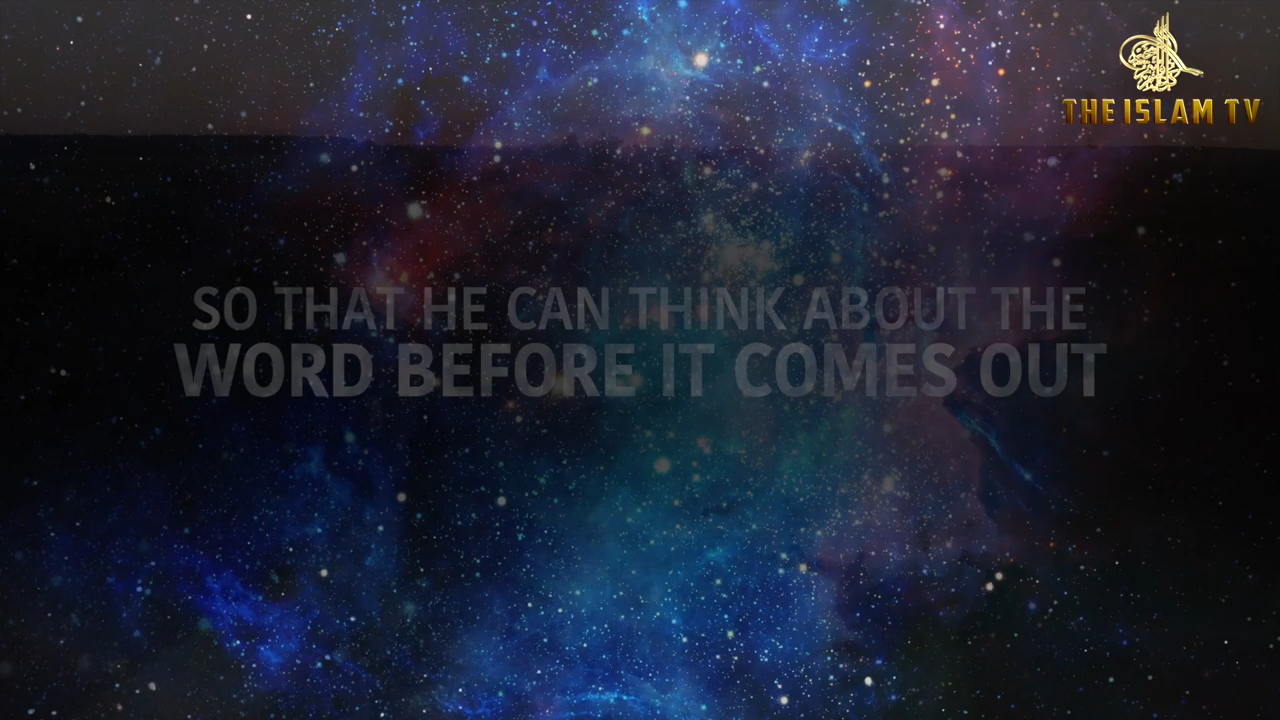 THE ISLAM TV
SO THAT HE CAN THINK ABOUT THE
WORD BEFORE IT COMES OUT